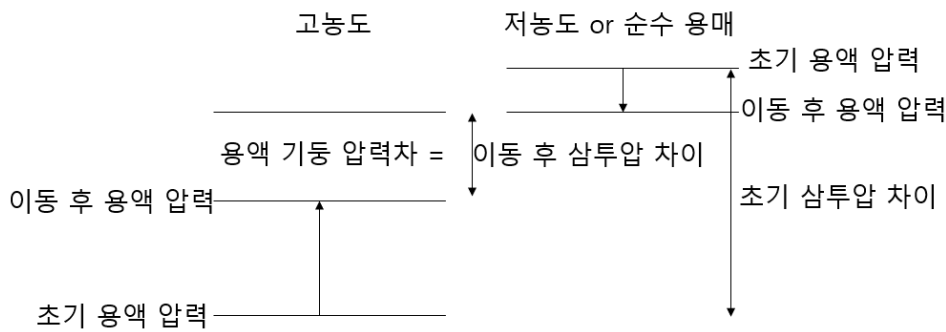 고농도
저농도 or 순수 용매
초기 용액 압력
이동 후 용액 압력
용액 기둥 압력차 =
이동 후 삼투압 차이
이동 후 용액 압력
초기 삼투압 차이
초기 용액 압력